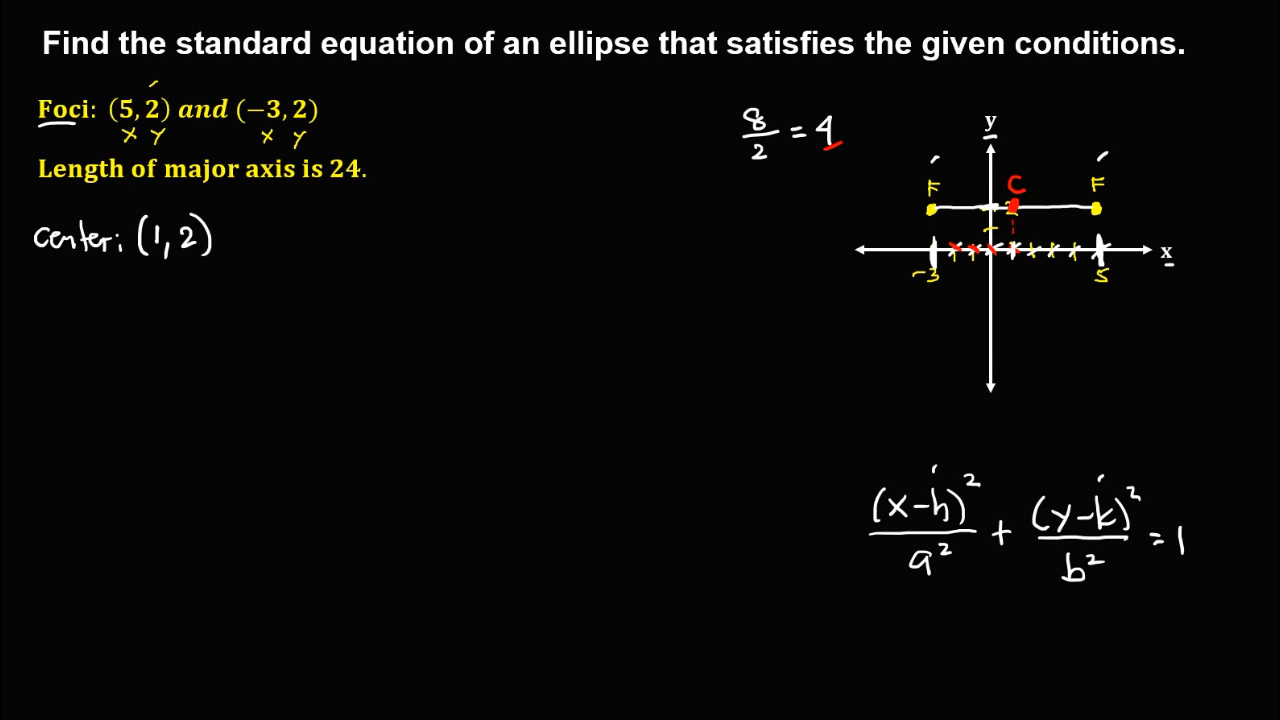 Find the standard equation of an ellipse that satisfies the given conditions.
Foci: (5, 2) and (−3, 2)
x y x y
Length of major axis is 24.
center: (1, 2)
8/2 = 4
y
F C F
2
x
-3 5
(x-h)²/a² + (y-k)²/b² = 1